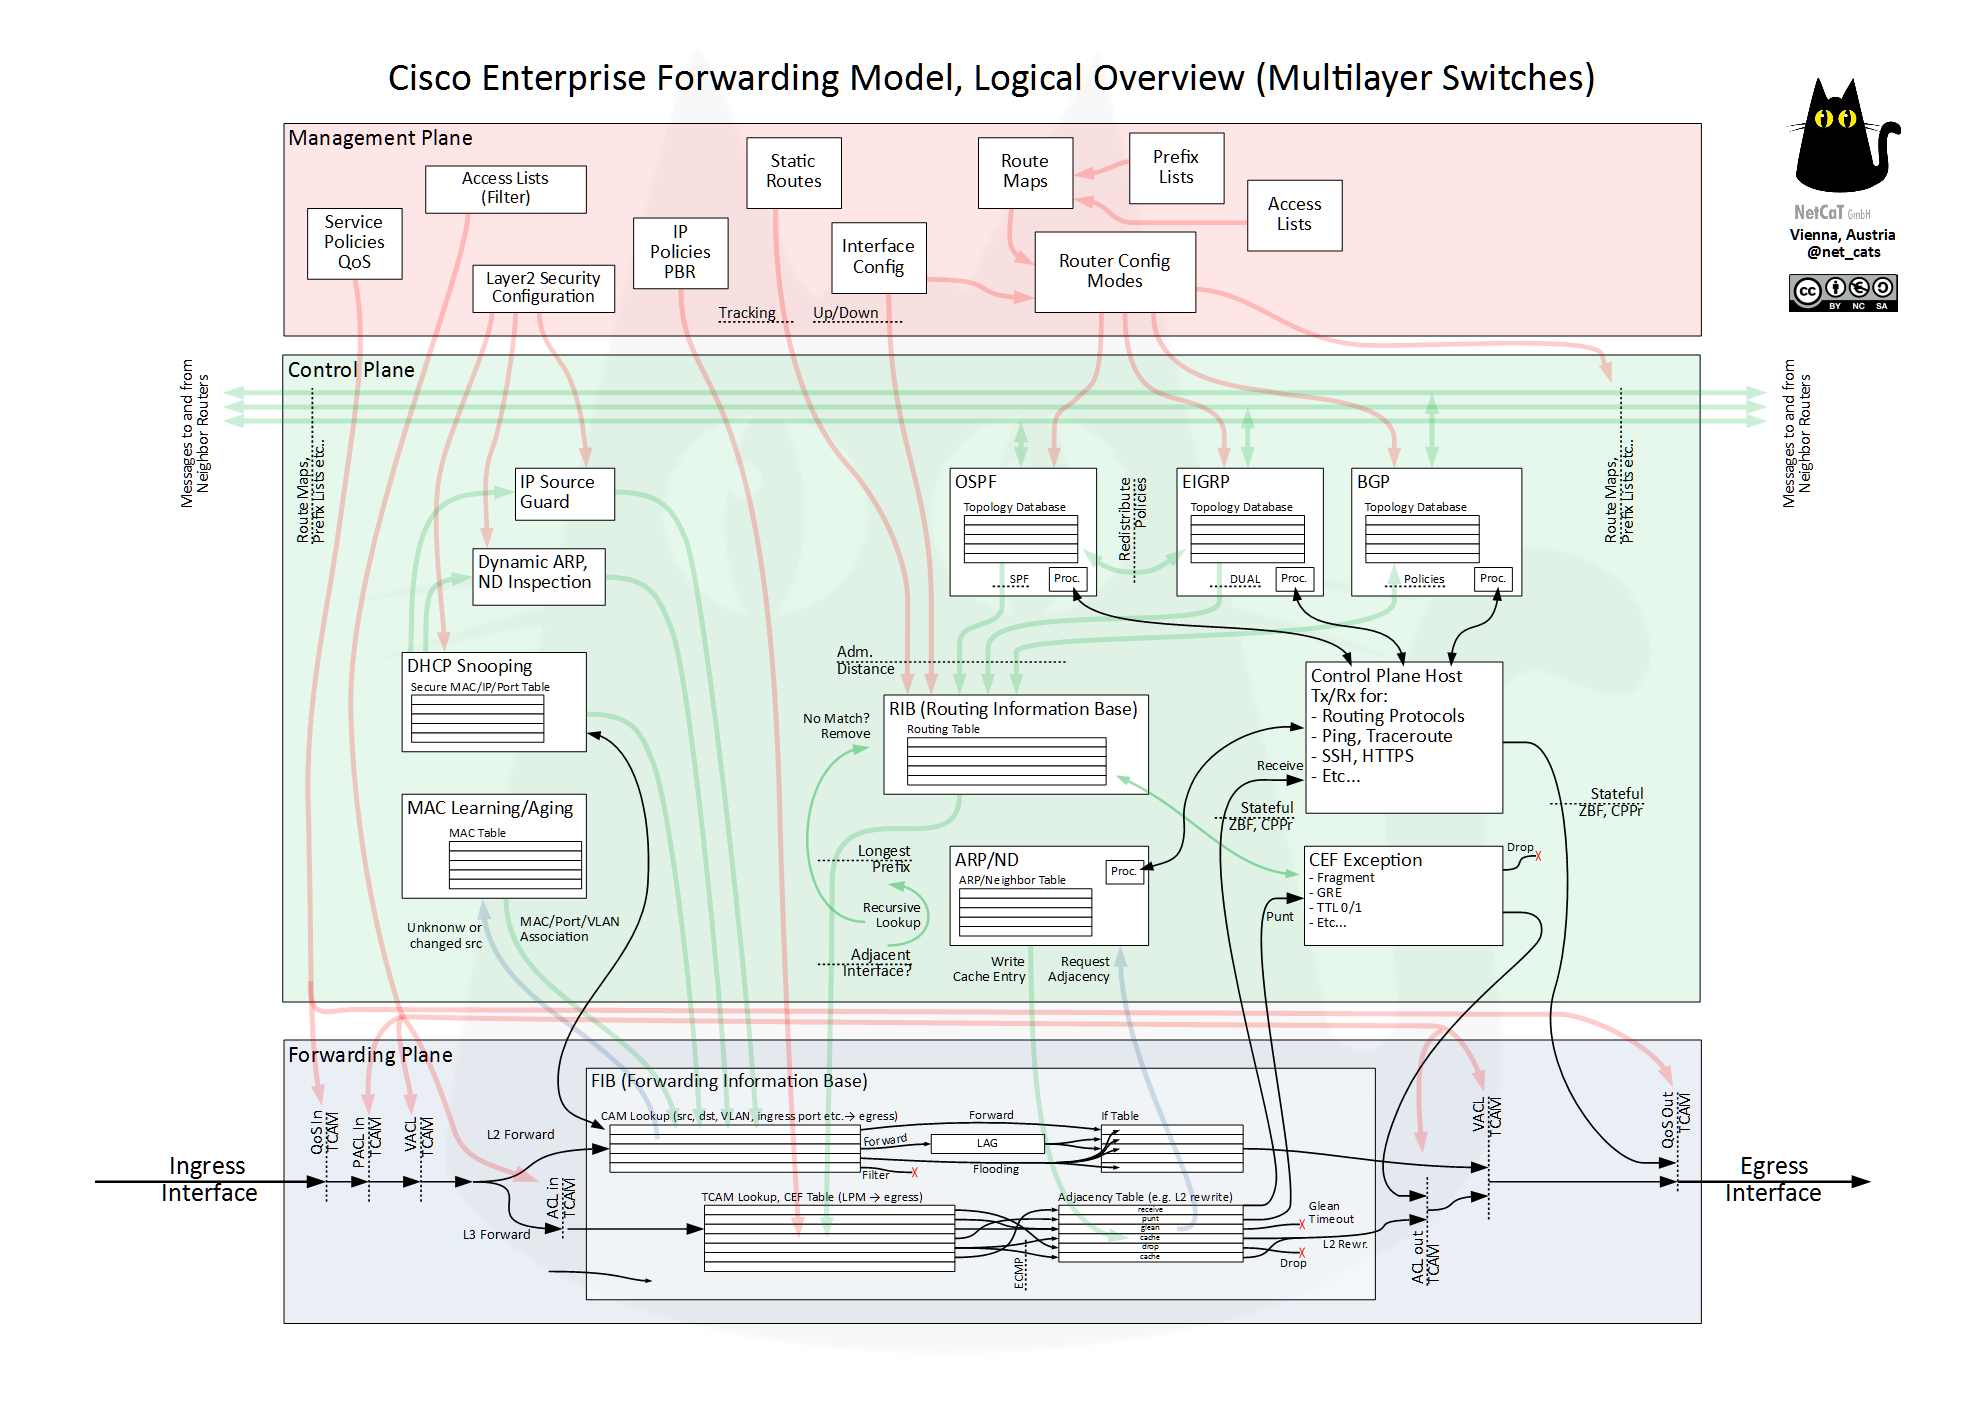 Cisco Enterprise Forwarding Model, Logical Overview (Multilayer Switches)
NetCaT GmbH
Vienna, Austria
@net_cats
cc
BY NC SA
Management Plane
Access Lists
(Filter)
Service
Policies
QoS
Layer2 Security
Configuration
IP
Policies
PBR
Static
Routes
Interface
Config
Tracking
Up/Down
Route
Maps
Prefix
Lists
Access
Lists
Router Config
Modes
Control Plane
Messages to and from
Neighbor Routers
Route Maps,
Prefix Lists etc...
IP Source
Guard
Dynamic ARP,
ND Inspection
OSPF
Topology Database
SPF
Proc.
Redistribute
Policies
EIGRP
Topology Database
DUAL
Proc.
BGP
Topology Database
Policies
Proc.
Route Maps,
Prefix Lists etc...
Messages to and from
Neighbor Routers
DHCP Snooping
Secure MAC/IP/Port Table
Adm.
Distance
RIB (Routing Information Base)
Routing Table
No Match?
Remove
Control Plane Host
Tx/Rx for:
- Routing Protocols
- Ping, Traceroute
- SSH, HTTPS
- Etc...
Receive
Stateful
ZBF, CPPr
Stateful
ZBF, CPPr
MAC Learning/Aging
MAC Table
Unknonw or
changed src
MAC/Port/VLAN
Association
Longest
Prefix
Recursive
Lookup
Adjacent
Interface?
ARP/ND
ARP/Neighbor Table
Proc.
Write
Cache Entry
Request
Adjacency
CEF Exception
- Fragment
- GRE
- TTL 0/1
- Etc...
Drop
X
Punt
Forwarding Plane
FIB (Forwarding Information Base)
CAM Lookup (src, dst, VLAN, ingress port etc.→ egress)
Forward
Forward
LAG
Flooding
Filter
X
If Table
Ingress
Interface
QoS In
TCAM
PACL In
TCAM
VACL
TCAM
L2 Forward
L3 Forward
ACL in
TCAM
TCAM Lookup, CEF Table (LPM → egress)
ECMP
Adjacency Table (e.g. L2 rewrite)
receive
punt
glean
cache
drop
cache
Glean
Timeout
X
L2 Rewr.
X
Drop
ACL out
TCAM
VACL
TCAM
QoS Out
TCAM
Egress
Interface